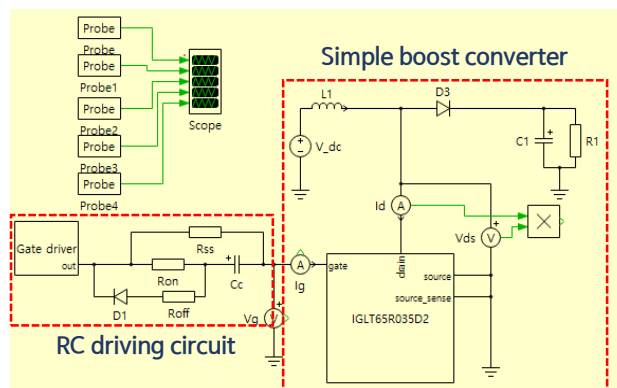 Probe
Probe
Probe
Probe1
Probe
Probe2
Probe
Probe3
Probe
Probe4
Scope
Simple boost converter
L1
D3
V_dc
C1
R1
Id
Vds
Gate driver
out
Rss
Ron
Cc
D1
Roff
Ig
Vg
gate
drain
source
source_sense
IGLT65R035D2
A
A
V
V
RC driving circuit